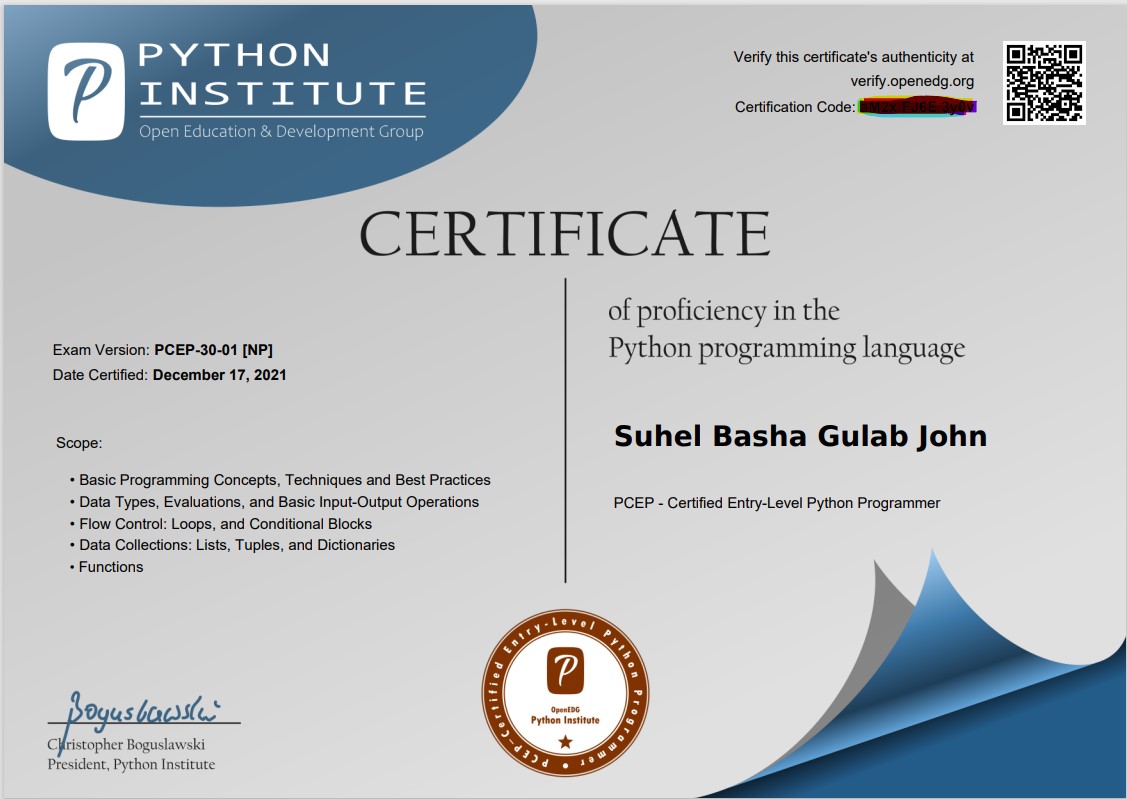 PYTHON
INSTITUTE
Open Education & Development Group
Verify this certificate's authenticity at
verify.openedg.org
Certification Code:
CERTIFICATE
of proficiency in the
Python programming language
Exam Version: PCEP-30-01 [NP]
Date Certified: December 17, 2021
Scope:
• Basic Programming Concepts, Techniques and Best Practices
• Data Types, Evaluations, and Basic Input-Output Operations
• Flow Control: Loops, and Conditional Blocks
• Data Collections: Lists, Tuples, and Dictionaries
• Functions
Suhel Basha Gulab John
PCEP - Certified Entry-Level Python Programmer
PCEP-Certified Entry-Level Python Programmer
OpenEDG
Python Institute
Boguslawski
Christopher Boguslawski
President, Python Institute